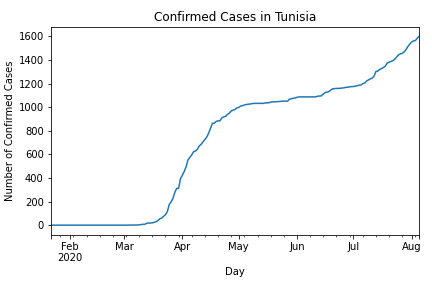 Confirmed Cases in Tunisia
Number of Confirmed Cases
1600
1400
1200
1000
800
600
400
200
0
Feb Mar Apr May Jun Jul Aug
2020
Day